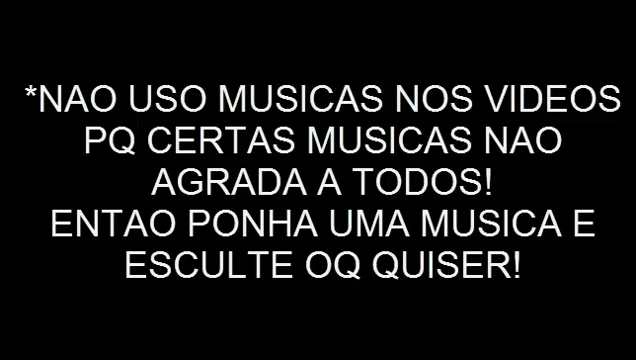 *NAO USO MUSICAS NOS VIDEOS
PQ CERTAS MUSICAS NAO
AGRADA A TODOS!
ENTAO PONHA UMA MUSICA E
ESCULTE OQ QUISER!